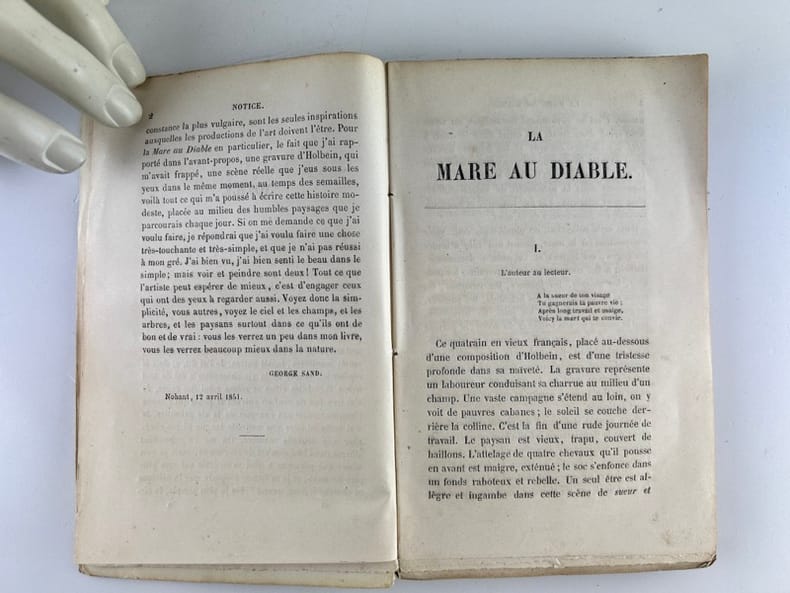 2
NOTICE.
constance la plus vulgaire, sont les seules inspirations
auxquelles les productions de l'art doivent l'être. Pour
la Mare au Diable en particulier, le fait que j'ai rap-
porté dans l'avant-propos, une gravure d'Holbein, qui
m'avait frappé, une scène réelle que j'eus sous les
yeux dans le même moment, au temps des semailles,
voilà tout ce qui m'a poussé à écrire cette histoire mo-
deste, placée au milieu des humbles paysages que je
parcourais chaque jour. Si on me demande ce que j'ai
voulu faire, je répondrai que j'ai voulu faire une chose
très-touchante et très-simple, et que je n'ai pas réussi
à mon gré. J'ai bien vu, j'ai bien senti le beau dans le
simple; mais voir et peindre sont deux! Tout ce que
l'artiste peut espérer de mieux, c'est d'engager ceux
qui ont des yeux à regarder aussi. Voyez donc la sim-
plicité, vous autres, voyez le ciel et les champs, et les
arbres, et les paysans surtout dans ce qu'ils ont de
bon et de vrai: vous les verrez un peu dans mon livre,
vous les verrez beaucoup mieux dans la nature.
GEORGE SAND.
Nohant, 12 avril 1851.
LA
MARE AU DIABLE.
I.
L'auteur au lecteur.
A la sueur de ton visaige
Tu gagnerais ta pauvre vie;
Après long travail et usaige,
Voicy la mort qui te convie.
Ce quatrain en vieux français, placé au-dessous
d'une composition d'Holbein, est d'une tristesse
profonde dans sa naïveté. La gravure représente
un laboureur conduisant sa charrue au milieu d'un
champ. Une vaste campagne s'étend au loin, on y
voit de pauvres cabanes; le soleil se couche der-
rière la colline. C'est la fin d'une rude journée de
travail. Le paysan est vieux, trapu, couvert de
haillons. L'attelage de quatre chevaux qu'il pousse
en avant est maigre, exténué; le soc s'enfonce dans
un fonds raboteux et rebelle. Un seul être est al-
lègre et ingambe dans cette scène de sueur et